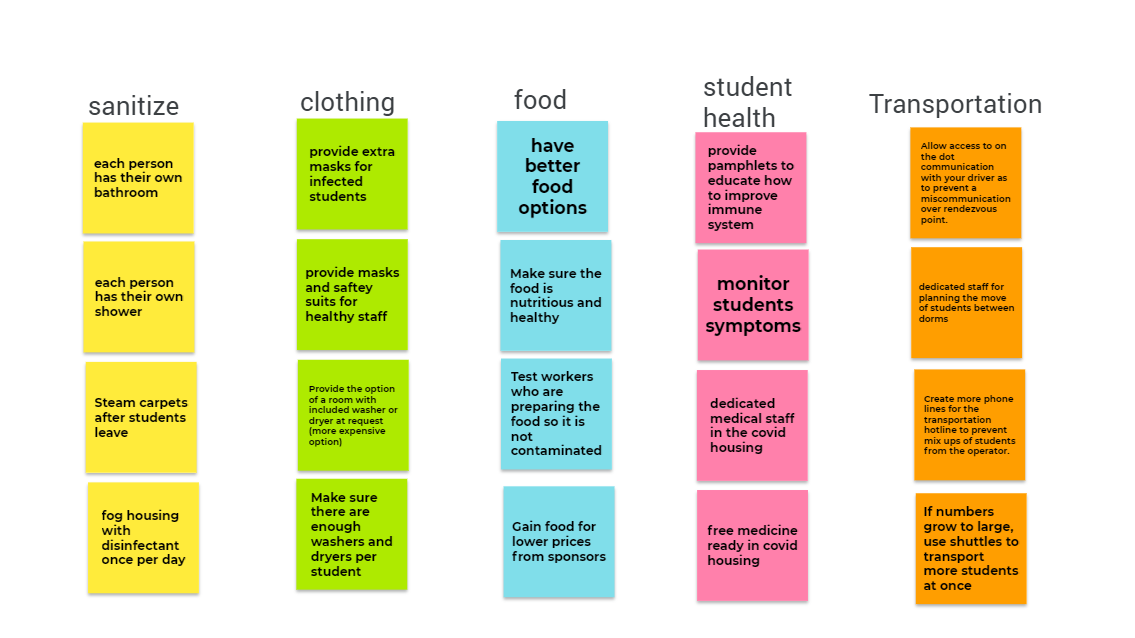 sanitize
each person
has their own
bathroom
each person
has their own
shower
Steam carpets
after students
leave
fog housing
with
disinfectant
once per day
clothing
provide extra
masks for
infected
students
provide masks
and saftey
suits for
healthy staff
Provide the option
of a room with
included washer or
dryer at request
(more expensive
option)
Make sure
there are
enough
washers and
dryers per
student
food
have
better
food
options
Make sure the
food is
nutritious and
healthy
Test workers
who are
preparing the
food so it is
not
contaminated
Gain food for
lower prices
from sponsors
student
health
provide
pamphlets to
educate how
to improve
immune
system
monitor
students
symptoms
dedicated
medical staff
in the covid
housing
free medicine
ready in covid
housing
Transportation
Allow access to on
the dot
communication
with your driver as
to prevent a
miscommunication
over rendezvous
point.
dedicated staff for
planning the move
of students between
dorms
Create more phone
lines for the
transportation
hotline to prevent
mix ups of students
from the operator.
If numbers
grow to large,
use shuttles to
transport
more students
at once